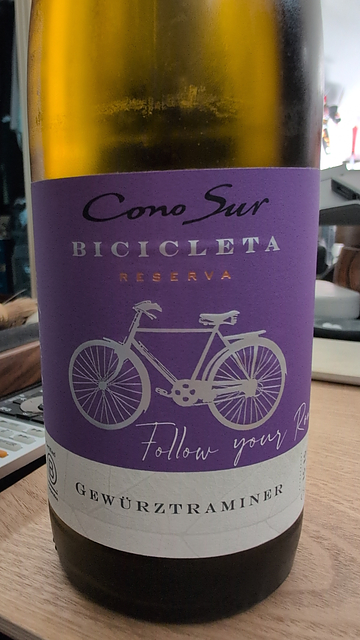 Cono Sur
BICICLETA
RESERVA
Follow your
GEWÜRZTRAMINER